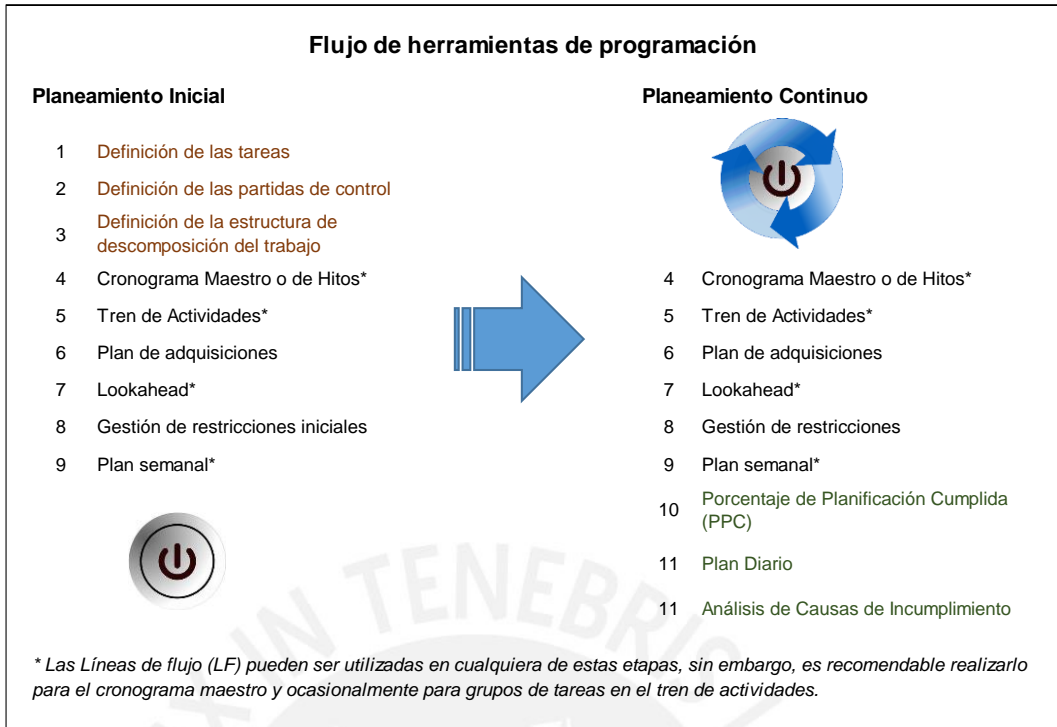 Flujo de herramientas de programación
Planeamiento Inicial
1 Definición de las tareas
2 Definición de las partidas de control
3 Definición de la estructura de
descomposición del trabajo
4 Cronograma Maestro o de Hitos*
5 Tren de Actividades*
6 Plan de adquisiciones
7 Lookahead*
8 Gestión de restricciones iniciales
9 Plan semanal*
Planeamiento Continuo
4 Cronograma Maestro o de Hitos*
5 Tren de Actividades*
6 Plan de adquisiciones
7 Lookahead*
8 Gestión de restricciones
9 Plan semanal*
10 Porcentaje de Planificación Cumplida
(PPC)
11 Plan Diario
11 Análisis de Causas de Incumplimiento
* Las Líneas de flujo (LF) pueden ser utilizadas en cualquiera de estas etapas, sin embargo, es recomendable realizarlo
para el cronograma maestro y ocasionalmente para grupos de tareas en el tren de actividades.
IN TENEBRIS